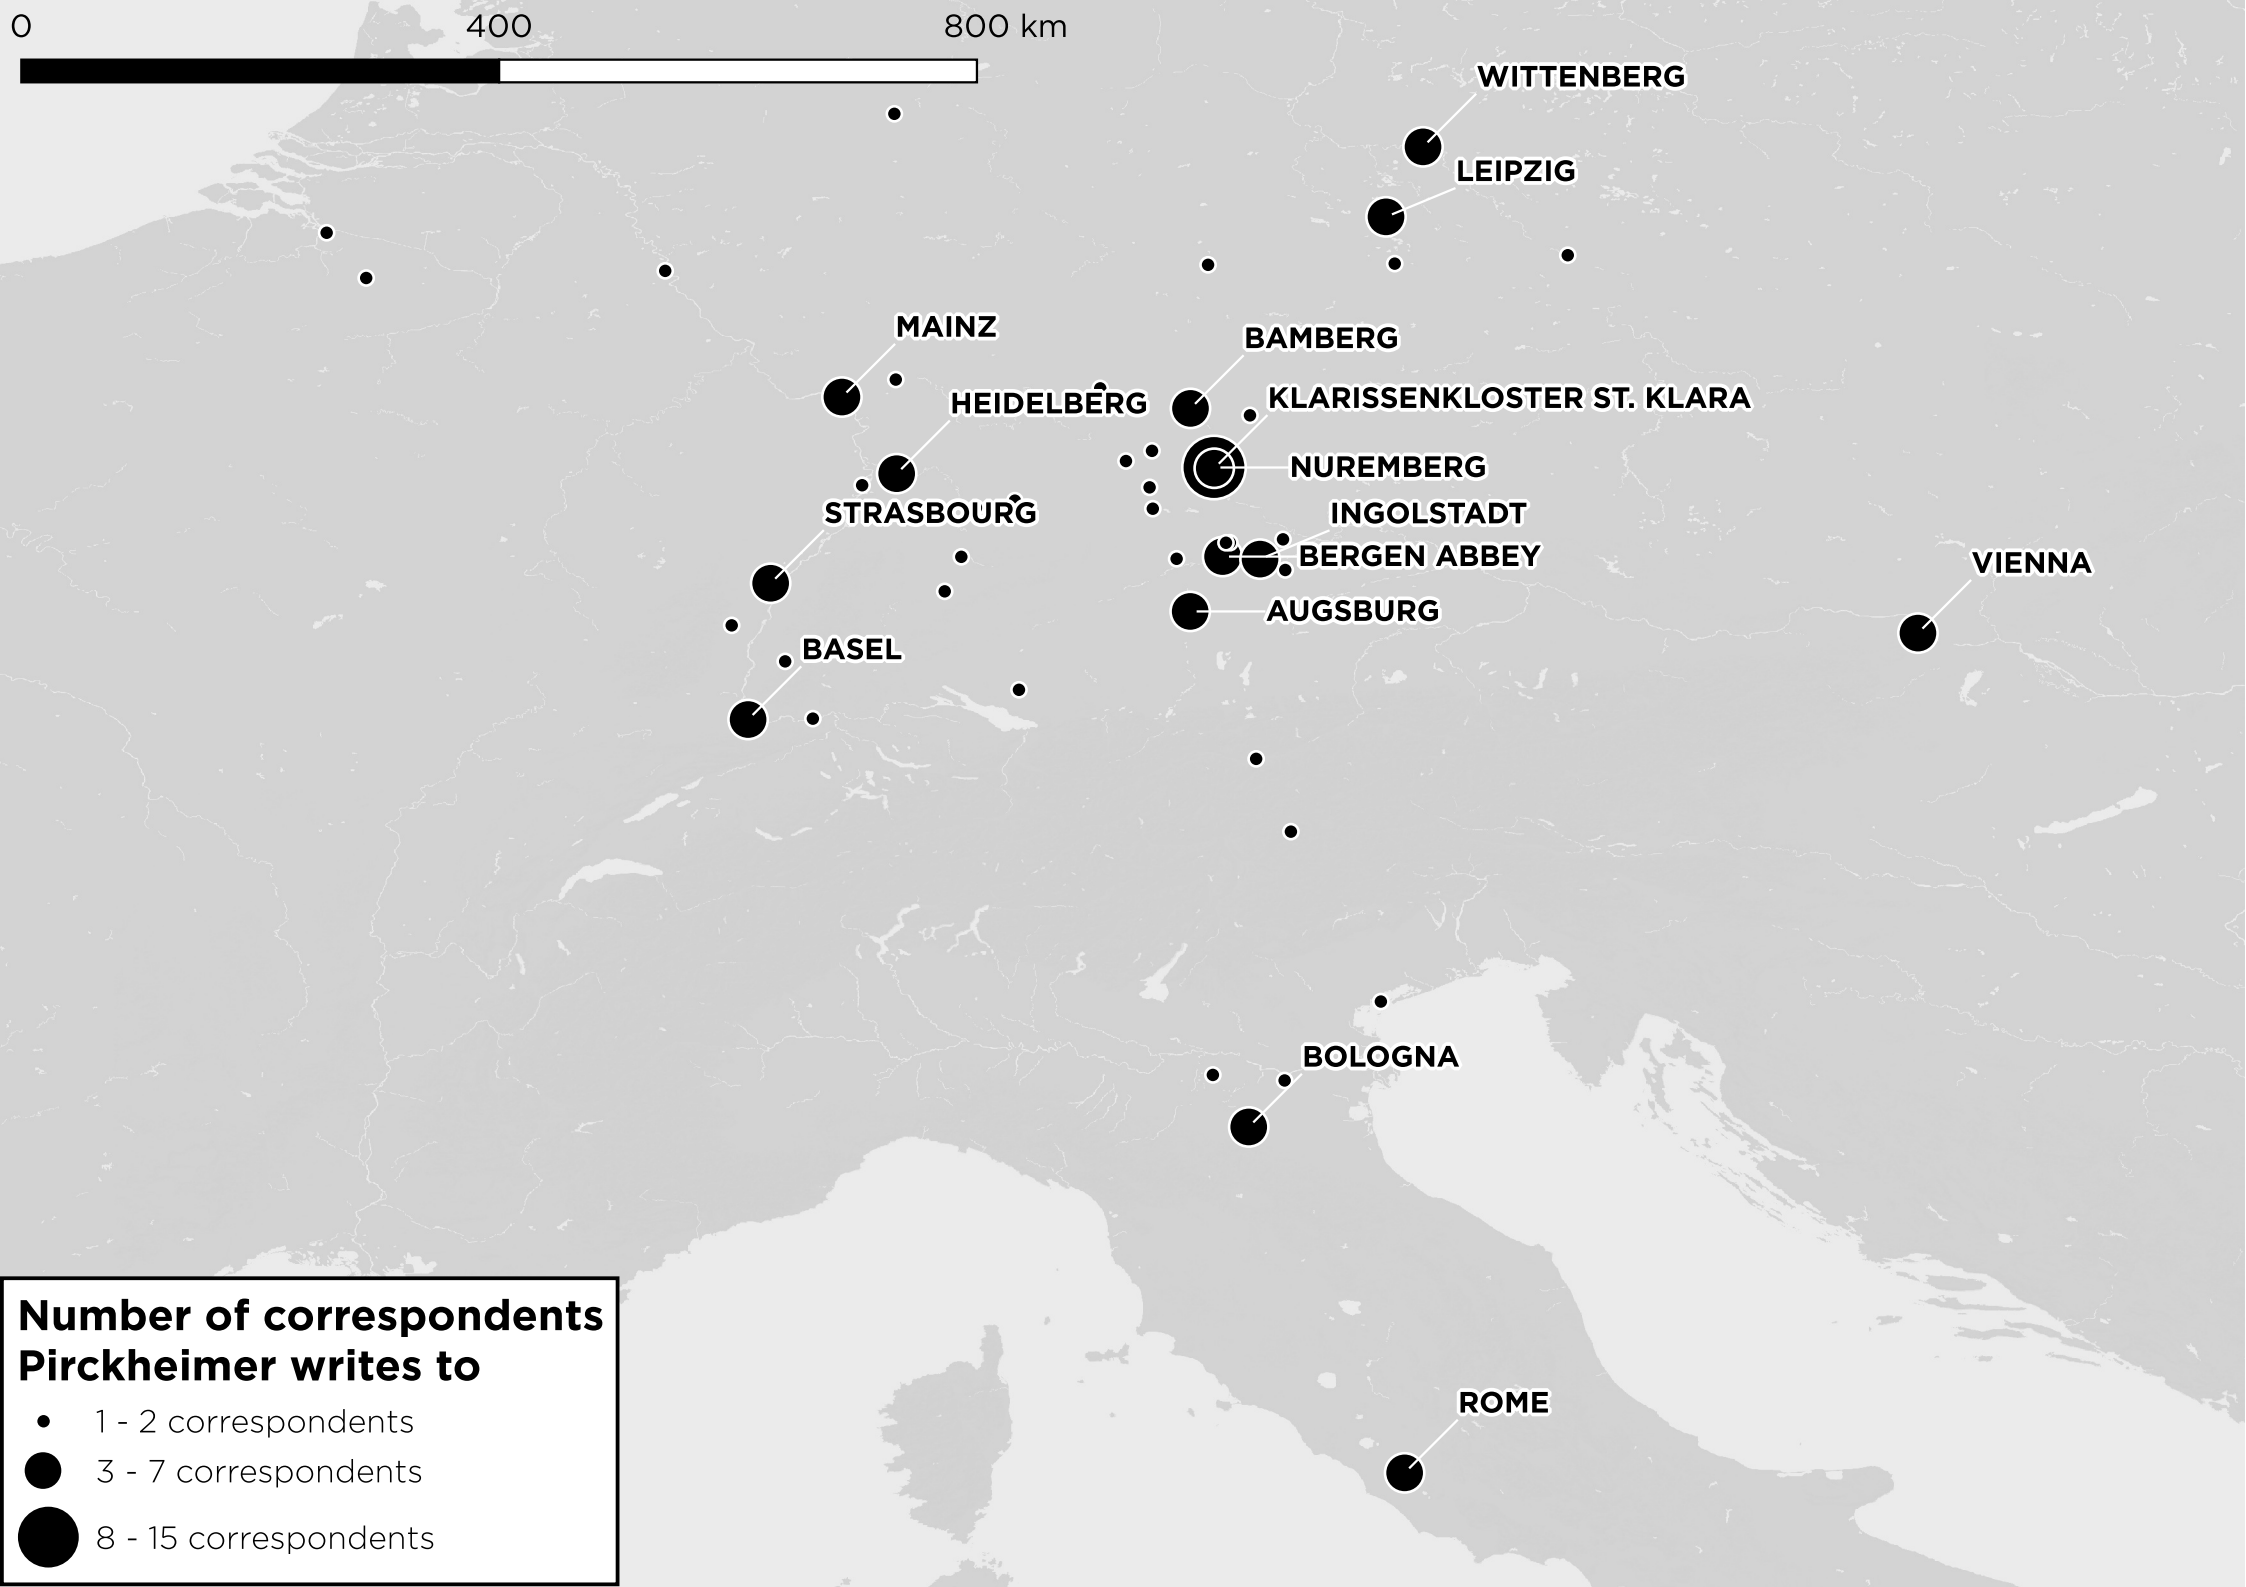 0 400 800 km
WITTENBERG
LEIPZIG
MAINZ
BAMBERG
HEIDELBERG
KLARISSENKLOSTER ST. KLARA
NUREMBERG
STRASBOURG
INGOLSTADT
BERGEN ABBEY
VIENNA
AUGSBURG
BASEL
BOLOGNA
ROME
Number of correspondents
Pirckheimer writes to
1 - 2 correspondents
3 - 7 correspondents
8 - 15 correspondents